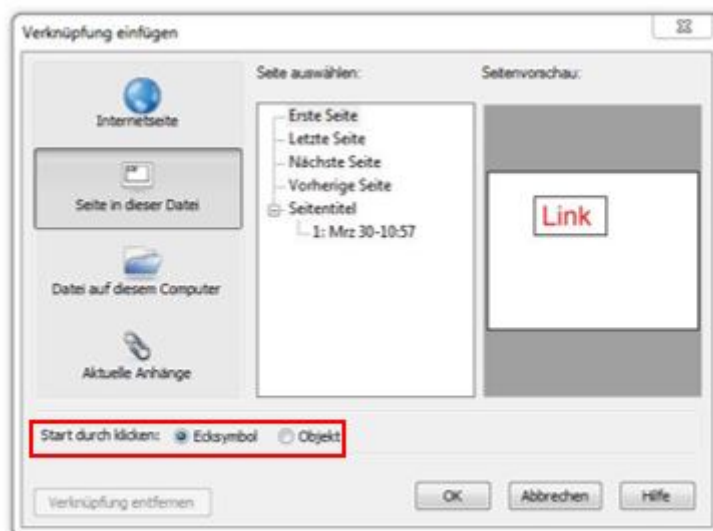 Verknüpfung einfügen
Internetseite
Seite in dieser Datei
Datei auf diesem Computer
Aktuelle Anhänge
Seite auswählen:
Erste Seite
Letzte Seite
Nächste Seite
Vorherige Seite
Seitentitel
1: Mrz 30-10:57
Seitenvorschau:
Link
Start durch klicken: Ecksymbol Objekt
Verknüpfung entfernen OK Abbrechen Hilfe